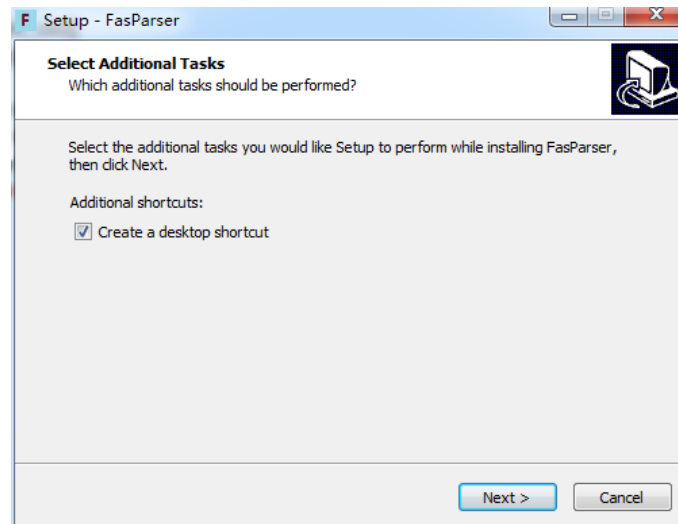 F Setup - FasParser
Select Additional Tasks
Which additional tasks should be performed?
Select the additional tasks you would like Setup to perform while installing FasParser,
then click Next.
Additional shortcuts:
Create a desktop shortcut
Next > Cancel